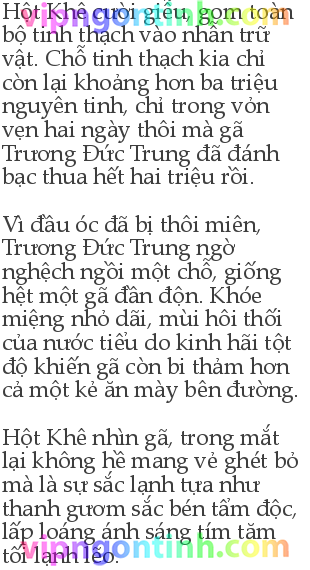 Hột Khê cười giễu, gom toàn
bộ tinh thạch vào nhẫn trữ
vật. Chỗ tinh thạch kia chỉ
còn lại khoảng hơn ba triệu
nguyên tinh, chỉ trong vỏn
vẹn hai ngày thôi mà gã
Trương Đức Trung đã đánh
bạc thua hết hai triệu rồi.
Vì đầu óc đã bị thôi miên,
Trương Đức Trung ngờ
nghệch ngồi một chỗ, giống
hệt một gã đần độn. Khóe
miệng nhỏ dãi, mùi hôi thối
của nước tiểu do kinh hãi tột
độ khiến gã còn bi thảm hơn
cả một kẻ ăn mày bên đường.
Hột Khê nhìn gã, trong mắt
lại không hề mang vẻ ghét bỏ
mà là sự sắc lạnh tựa như
thanh gươm sắc bén tẩm độc,
lấp loáng ánh sáng tím tăm
tối lạnh lẽo.
vipngontinh.com
vipngontinh.com